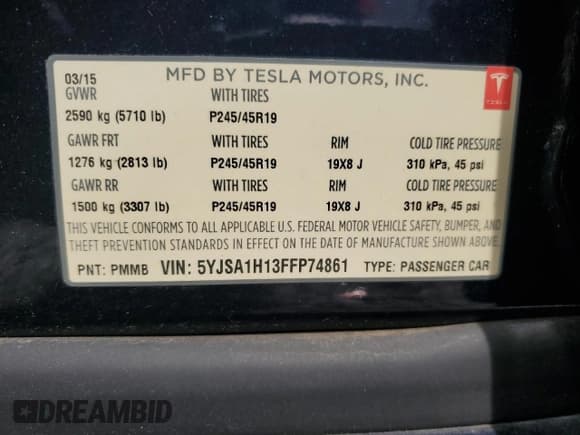 03/15 MFD BY TESLA MOTORS, INC.
GVWR WITH TIRES
2590 kg (5710 lb) P245/45R19
GAWR FRT WITH TIRES RIM COLD TIRE PRESSURE
1276 kg (2813 lb) P245/45R19 19X8 J 310 kPa, 45 psi
GAWR RR WITH TIRES RIM COLD TIRE PRESSURE
1500 kg (3307 lb) P245/45R19 19X8 J 310 kPa, 45 psi
THIS VEHICLE CONFORMS TO ALL APPLICABLE U.S. FEDERAL MOTOR VEHICLE SAFETY, BUMPER, AND
THEFT PREVENTION STANDARDS IN EFFECT ON THE DATE OF MANUFACTURE SHOWN ABOVE.
PNT: PMMB VIN: 5YJSA1H13FFP74861 TYPE: PASSENGER CAR
TESLA
DREAMBID